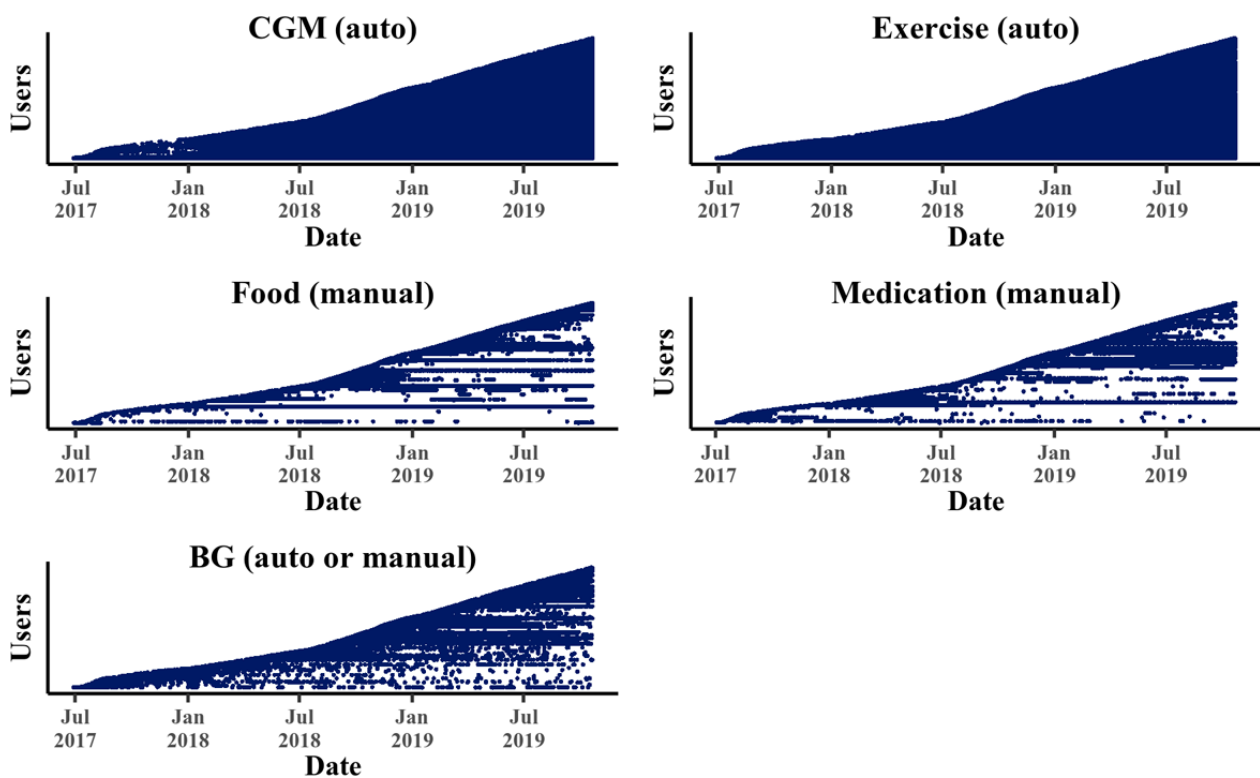 CGM (auto)
Users
Jul 2017
Jan 2018
Jul 2018
Jan 2019
Jul 2019
Date
Exercise (auto)
Users
Jul 2017
Jan 2018
Jul 2018
Jan 2019
Jul 2019
Date
Food (manual)
Users
Jul 2017
Jan 2018
Jul 2018
Jan 2019
Jul 2019
Date
Medication (manual)
Users
Jul 2017
Jan 2018
Jul 2018
Jan 2019
Jul 2019
Date
BG (auto or manual)
Users
Jul 2017
Jan 2018
Jul 2018
Jan 2019
Jul 2019
Date